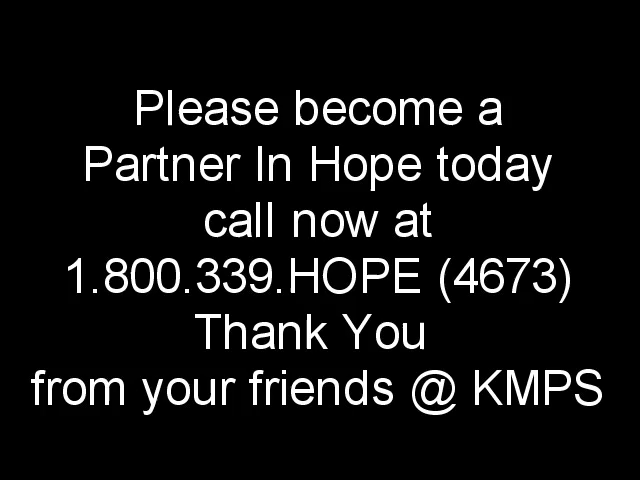 Please become a
Partner In Hope today
call now at
1.800.339.HOPE (4673)
Thank You
from your friends @ KMPS